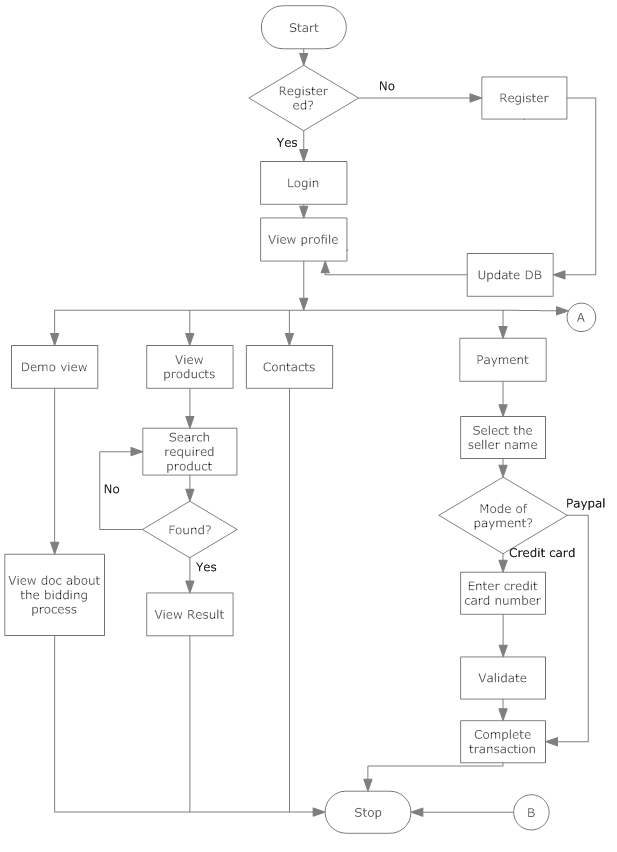 Start
Register
ed?
No
Register
Yes
Login
View profile
Update DB
A
Demo view
View
products
Contacts
Payment
Search
required
product
Select the
seller name
No
Found?
Mode of
payment?
Paypal
Credit card
Yes
View doc about
the bidding
process
View Result
Enter credit
card number
Validate
Complete
transaction
Stop
B